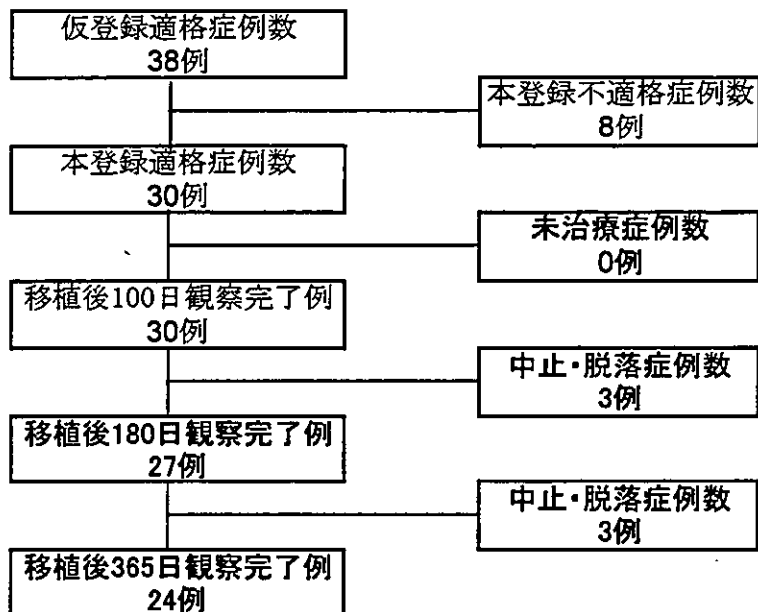 仮登録適格症例数
38例
本登録不適格症例数
8例
本登録適格症例数
30例
未治療症例数
0例
移植後100日観察完了例
30例
中止・脱落症例数
3例
移植後180日観察完了例
27例
中止・脱落症例数
3例
移植後365日観察完了例
24例